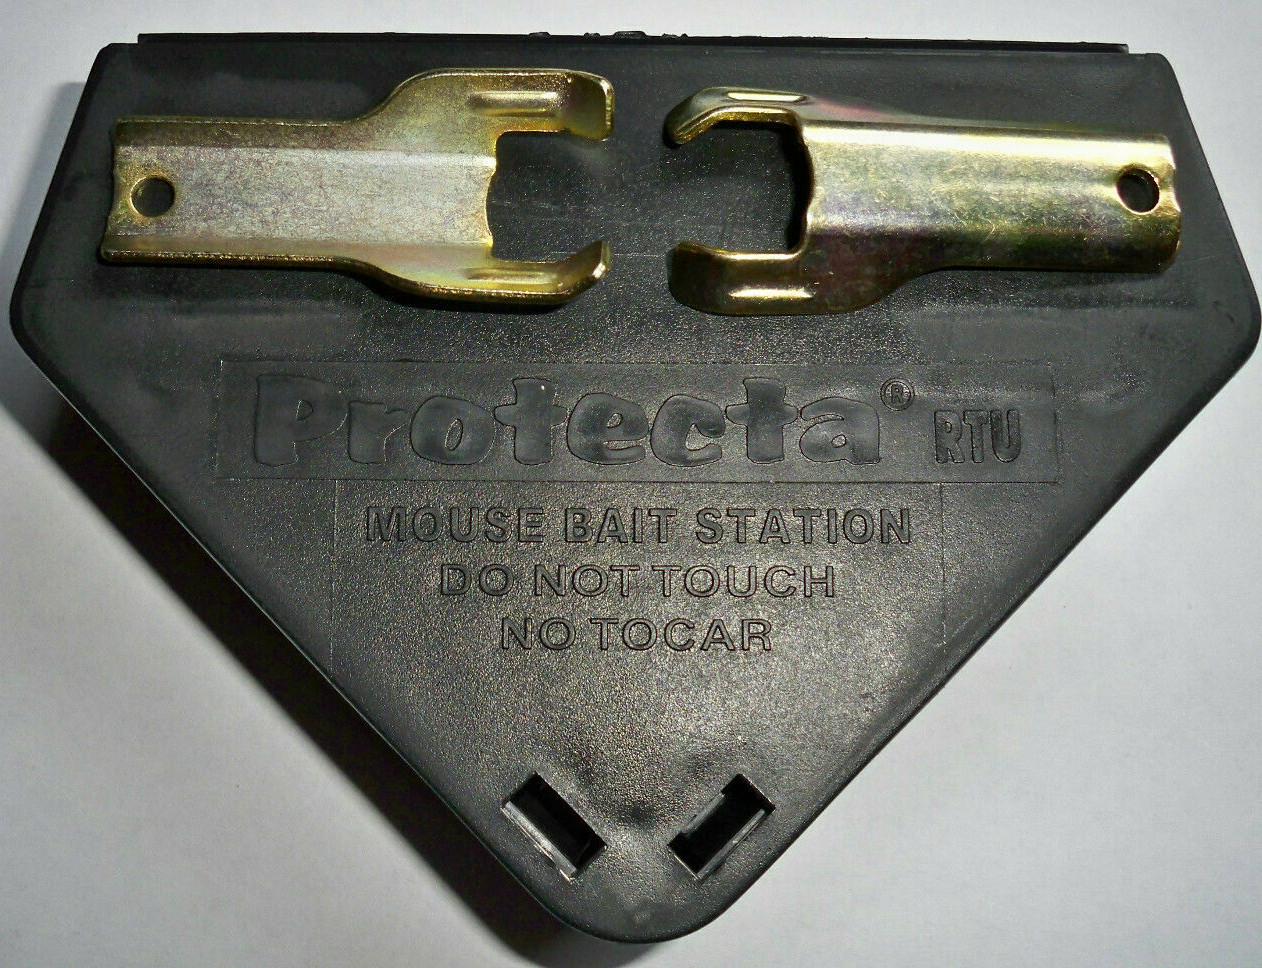 Protecta® RTU
MOUSE BAIT STATION
DO NOT TOUCH
NO TOCAR